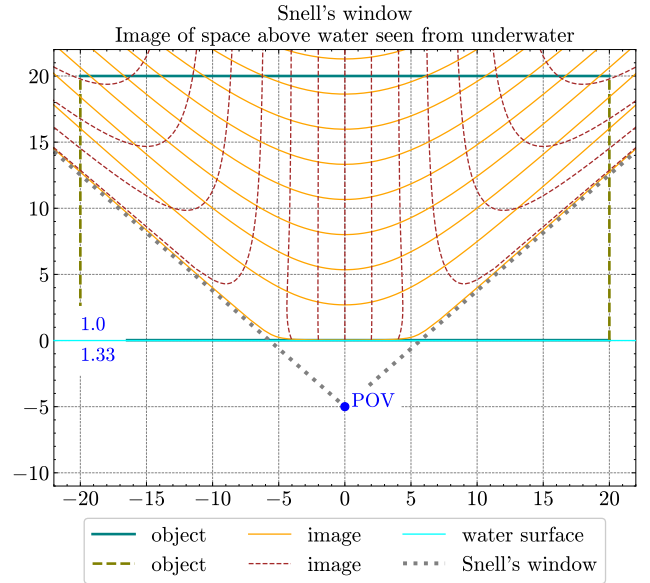 Snell's window
Image of space above water seen from underwater
20
15
10
5
0
−5
−10
1.0
1.33
POV
−20 −15 −10 −5 0 5 10 15 20
object image water surface
object image Snell's window